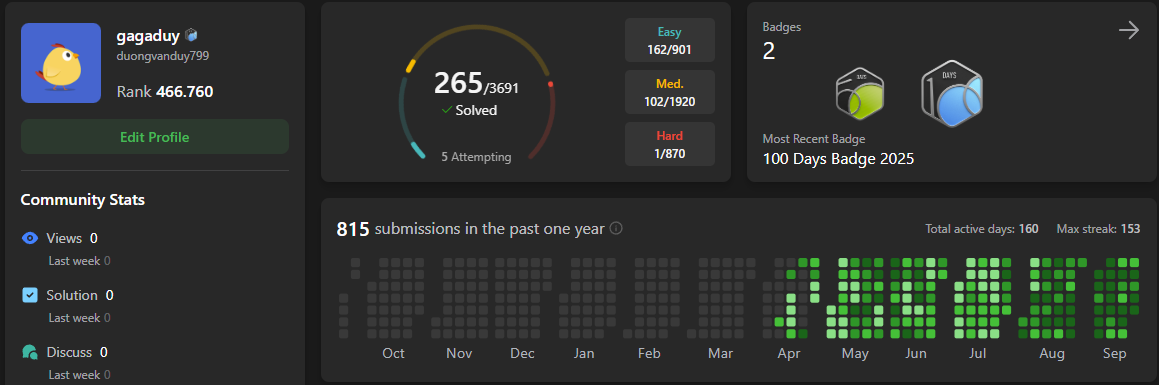 gagaduy
duongvanduy799
Rank 466.760
Edit Profile
Community Stats
Views 0
Last week 0
Solution 0
Last week 0
Discuss 0
Last week 0
265/3691
Solved
5 Attempting
Easy
162/901
Med.
102/1920
Hard
1/870
Badges
2
DAYS
DAYS
Most Recent Badge
100 Days Badge 2025
815 submissions in the past one year
Total active days: 160 Max streak: 153
Oct Nov Dec Jan Feb Mar Apr May Jun Jul Aug Sep